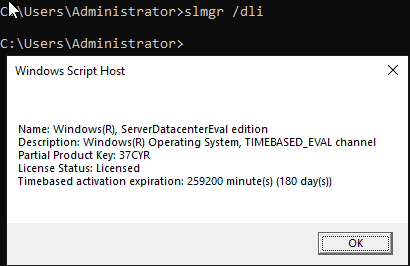 C:\Users\Administrator>slmgr /dli
C:\Users\Administrator>
Windows Script Host
Name: Windows(R), ServerDatacenterEval edition
Description: Windows(R) Operating System, TIMEBASED_EVAL channel
Partial Product Key: 37CYR
License Status: Licensed
Timebased activation expiration: 259200 minute(s) (180 day(s))
OK